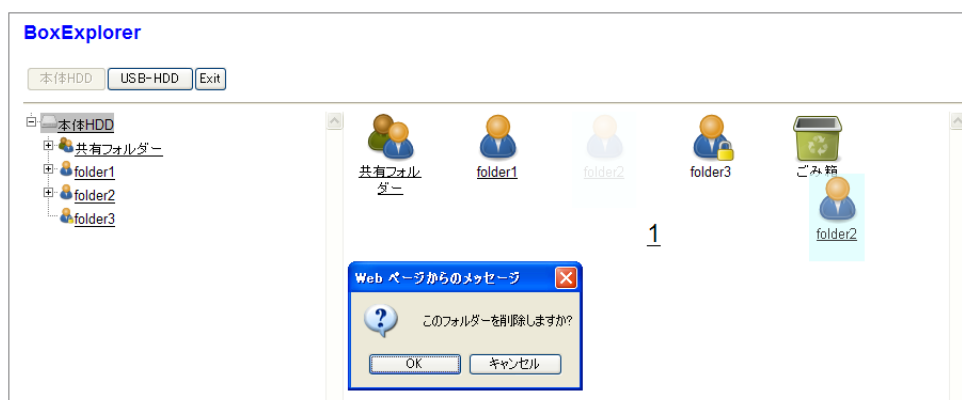 BoxExplorer
本体HDD USB-HDD Exit
本体HDD
共有フォルダー
folder1
folder2
folder3
共有フォル
ダー
folder1
folder2
folder3
ごみ箱
folder2
1
Web ページからのメッセージ
このフォルダーを削除しますか?
OK キャンセル